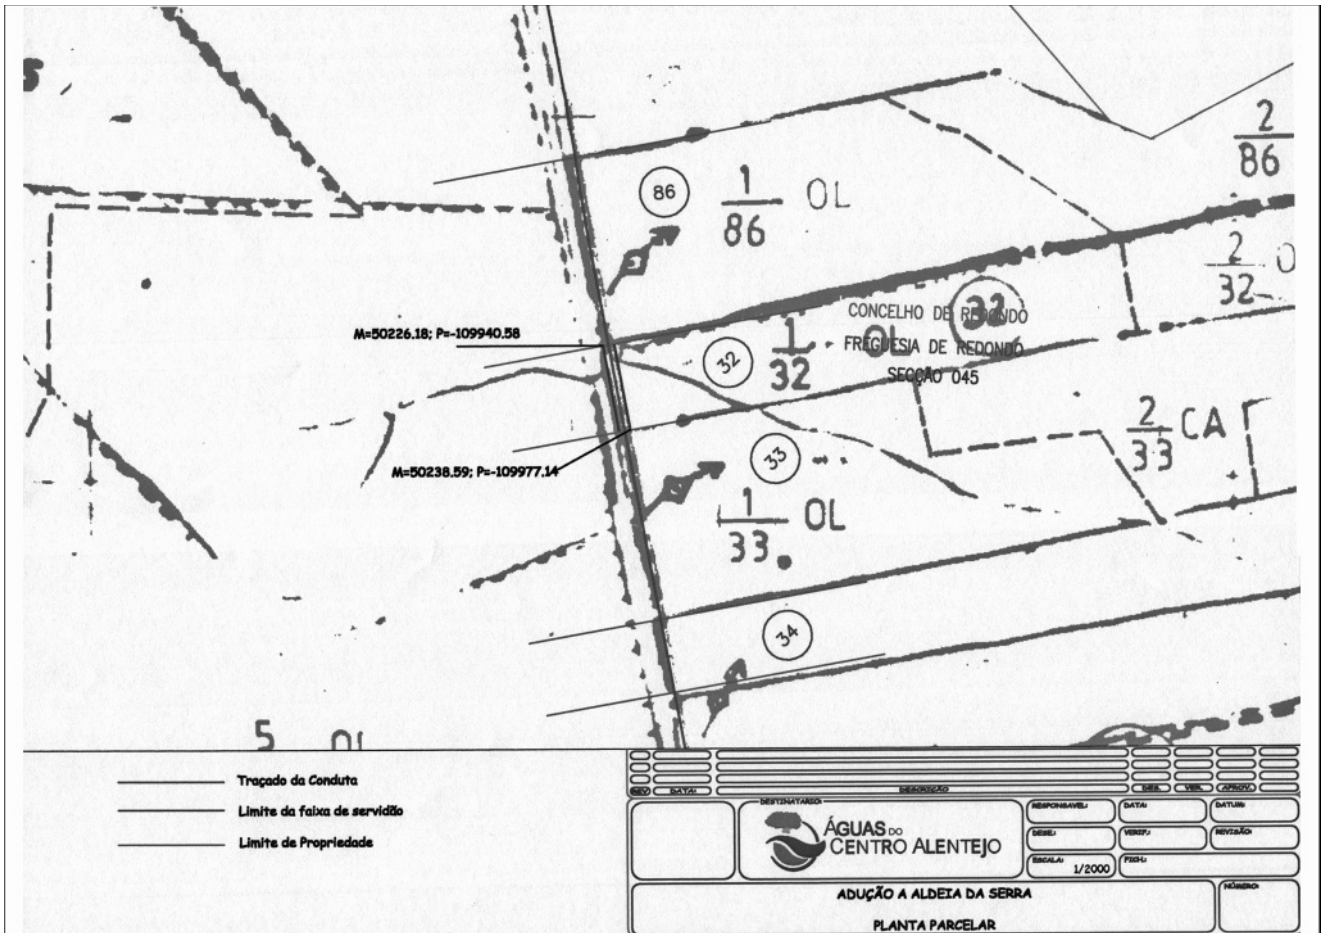 2
86
86
1
86
OL
2
32
M=50226.18; P=-109940.58
CONCELHO DE REDONDO
32
32
1
32
OL
FREGUESIA DE REDONDO
SECÇÃO 045
2
33
CA
M=50238.59; P=-109977.14
33
1
33
OL
34
5
Traçado da Conduta
Limite da faixa de servidão
Limite de Propriedade
REV
DATA:
DESCRIÇÃO
DES.
VER.
APROV.
DESTINATARIO:
ÁGUAS DO
CENTRO ALENTEJO
RESPONSAVEL:
DATA:
DATUM:
DESE.:
VERIF.:
REVISÃO:
ESCALA:
1/2000
FICH.:
ADUÇÃO A ALDEIA DA SERRA
NÚMERO:
PLANTA PARCELAR